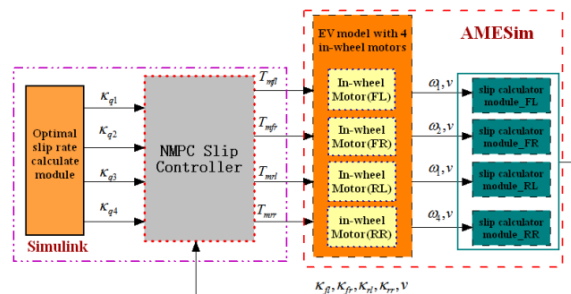 EV model with 4
in-wheel motors
AMESim
Optimal
slip rate
calculate
module
Simulink
κq1
κq2
κq3
κq4
NMPC Slip
Controller
Tmfl
Tmfr
Tmrl
Tmrr
In-wheel
Motor(FL)
In-wheel
Motor(FR)
In-wheel
Motor(RL)
in-wheel
Motor(RR)
ω1, v
ω2, v
ω1, v
, v
slip calculator
module_FL
slip calculator
module_FR
slip calculator
module_RL
slip calculator
module_RR
κfl, κfr, κrl, κrr, v